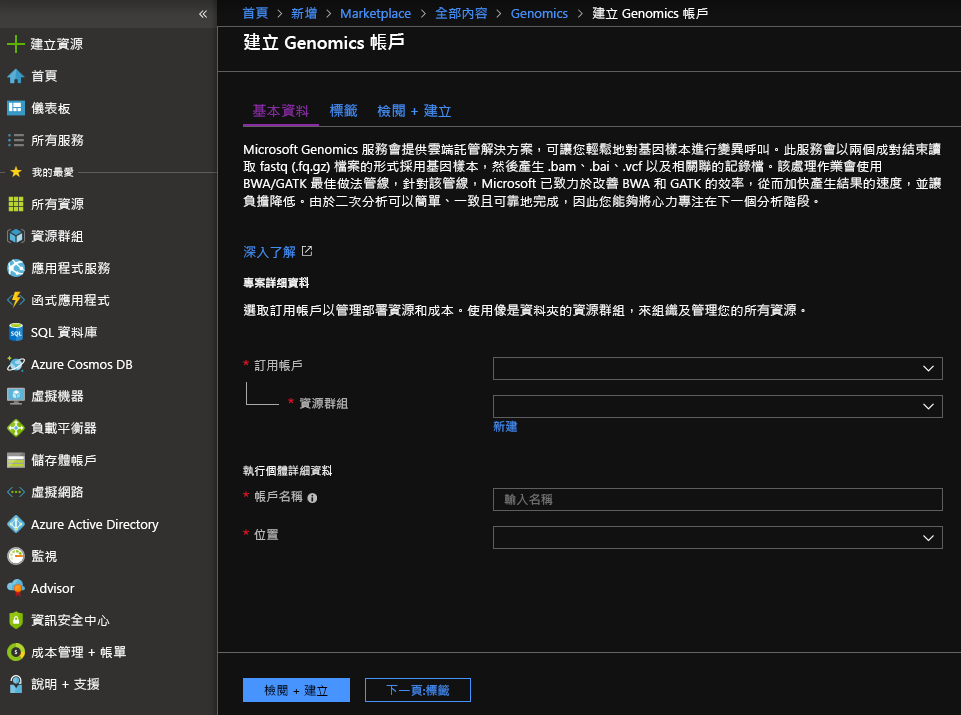 «
建立資源
首頁
儀表板
所有服務
我的最愛
所有資源
資源群組
應用程式服務
函式應用程式
SQL 資料庫
Azure Cosmos DB
虛擬機器
負載平衡器
儲存體帳戶
虛擬網路
Azure Active Directory
監視
Advisor
資訊安全中心
成本管理 + 帳單
說明 + 支援
首頁 > 新增 > Marketplace > 全部內容 > Genomics > 建立 Genomics 帳戶
建立 Genomics 帳戶
基本資料 標籤 檢閱 + 建立
Microsoft Genomics 服務會提供雲端託管解決方案，可讓您輕鬆地對基因樣本進行變異呼叫。此服務會以兩個成對結束讀
取 fastq (.fq.gz) 檔案的形式採用基因樣本，然後產生 .bam、.bai、.vcf 以及相關聯的記錄檔。該處理作業會使用
BWA/GATK 最佳做法管線，針對該管線，Microsoft 已致力於改善 BWA 和 GATK 的效率，從而加快產生結果的速度，並讓
負擔降低。由於二次分析可以簡單、一致且可靠地完成，因此您能夠將心力專注在下一個分析階段。
深入了解
專案詳細資料
選取訂用帳戶以管理部署資源和成本。使用像是資料夾的資源群組，來組織及管理您的所有資源。
* 訂用帳戶
* 資源群組
新建
執行個體詳細資料
* 帳戶名稱
輸入名稱
* 位置
檢閱 + 建立 下一頁:標籤